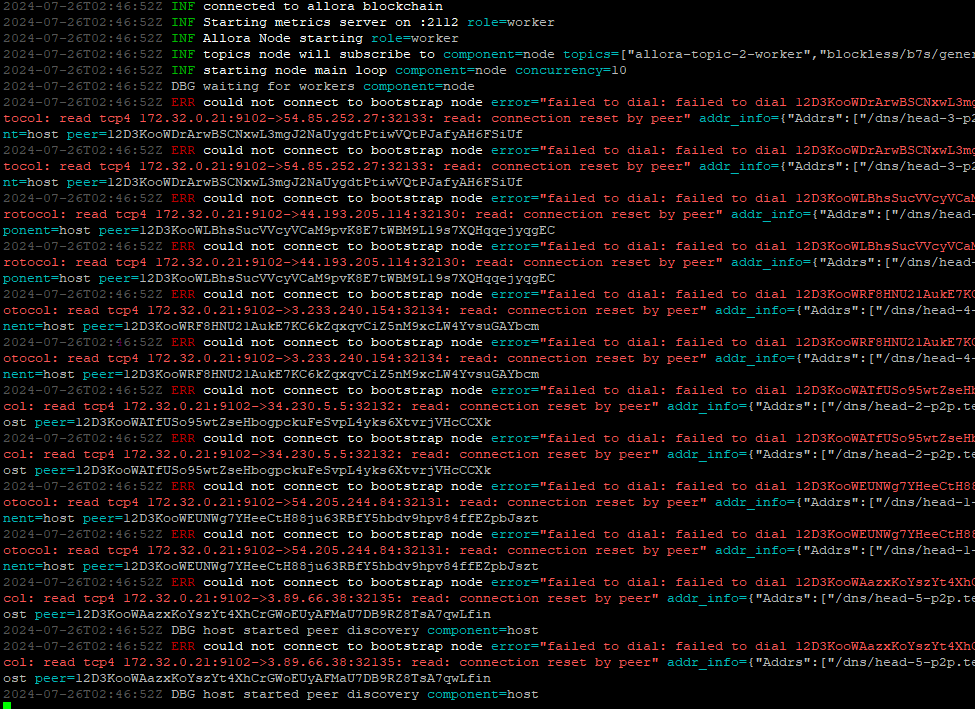 2024-07-26T02:46:52Z INF connected to allora blockchain
2024-07-26T02:46:52Z INF Starting metrics server on :2112 role=worker
2024-07-26T02:46:52Z INF Allora Node starting role=worker
2024-07-26T02:46:52Z INF topics node will subscribe to component=node topics=["allora-topic-2-worker","blockless/b7s/gener
2024-07-26T02:46:52Z INF starting node main loop component=node concurrency=10
2024-07-26T02:46:52Z DBG waiting for workers component=node
2024-07-26T02:46:52Z ERR could not connect to bootstrap node error="failed to dial: failed to dial 12D3KooWDrArwBSCNxwL3mg
tocol: read tcp4 172.32.0.21:9102->54.85.252.27:32133: read: connection reset by peer" addr_info={"Addrs":["/dns/head-3-p2
nt=host peer=12D3KooWDrArwBSCNxwL3mgJ2NaUygdtPtiwVQtPJafyAH6FSiUf
2024-07-26T02:46:52Z ERR could not connect to bootstrap node error="failed to dial: failed to dial 12D3KooWDrArwBSCNxwL3mg
tocol: read tcp4 172.32.0.21:9102->54.85.252.27:32133: read: connection reset by peer" addr_info={"Addrs":["/dns/head-3-p2
nt=host peer=12D3KooWDrArwBSCNxwL3mgJ2NaUygdtPtiwVQtPJafyAH6FSiUf
2024-07-26T02:46:52Z ERR could not connect to bootstrap node error="failed to dial: failed to dial 12D3KooWLBhsSucVVcyVCaM
rotocol: read tcp4 172.32.0.21:9102->44.193.205.114:32130: read: connection reset by peer" addr_info={"Addrs":["/dns/head-
ponent=host peer=12D3KooWLBhsSucVVcyVCaM9pvK8E7tWBM9L19s7XQHqqejyqgEC
2024-07-26T02:46:52Z ERR could not connect to bootstrap node error="failed to dial: failed to dial 12D3KooWLBhsSucVVcyVCaM
rotocol: read tcp4 172.32.0.21:9102->44.193.205.114:32130: read: connection reset by peer" addr_info={"Addrs":["/dns/head-
ponent=host peer=12D3KooWLBhsSucVVcyVCaM9pvK8E7tWBM9L19s7XQHqqejyqgEC
2024-07-26T02:46:52Z ERR could not connect to bootstrap node error="failed to dial: failed to dial 12D3KooWRF8HNU21AukE7KC
otocol: read tcp4 172.32.0.21:9102->3.233.240.154:32134: read: connection reset by peer" addr_info={"Addrs":["/dns/head-4-
nent=host peer=12D3KooWRF8HNU21AukE7KC6kZqxqvCiZ5nM9xcLW4YvsuGAYbcm
2024-07-26T02:46:52Z ERR could not connect to bootstrap node error="failed to dial: failed to dial 12D3KooWRF8HNU21AukE7KC
otocol: read tcp4 172.32.0.21:9102->3.233.240.154:32134: read: connection reset by peer" addr_info={"Addrs":["/dns/head-4-
nent=host peer=12D3KooWRF8HNU21AukE7KC6kZqxqvCiZ5nM9xcLW4YvsuGAYbcm
2024-07-26T02:46:52Z ERR could not connect to bootstrap node error="failed to dial: failed to dial 12D3KooWATfUSo95wtZseHb
col: read tcp4 172.32.0.21:9102->34.230.5.5:32132: read: connection reset by peer" addr_info={"Addrs":["/dns/head-2-p2p.te
ost peer=12D3KooWATfUSo95wtZseHbogpckuFeSvpL4yks6XtvrjVHcCCXk
2024-07-26T02:46:52Z ERR could not connect to bootstrap node error="failed to dial: failed to dial 12D3KooWATfUSo95wtZseHb
col: read tcp4 172.32.0.21:9102->34.230.5.5:32132: read: connection reset by peer" addr_info={"Addrs":["/dns/head-2-p2p.te
ost peer=12D3KooWATfUSo95wtZseHbogpckuFeSvpL4yks6XtvrjVHcCCXk
2024-07-26T02:46:52Z ERR could not connect to bootstrap node error="failed to dial: failed to dial 12D3KooWEUNWg7YHeeCtH88
otocol: read tcp4 172.32.0.21:9102->54.205.244.84:32131: read: connection reset by peer" addr_info={"Addrs":["/dns/head-1-
nent=host peer=12D3KooWEUNWg7YHeeCtH88ju63RBfY5hbdv9hpv84ffEZpbJszt
2024-07-26T02:46:52Z ERR could not connect to bootstrap node error="failed to dial: failed to dial 12D3KooWEUNWg7YHeeCtH88
otocol: read tcp4 172.32.0.21:9102->54.205.244.84:32131: read: connection reset by peer" addr_info={"Addrs":["/dns/head-1-
nent=host peer=12D3KooWEUNWg7YHeeCtH88ju63RBfY5hbdv9hpv84ffEZpbJszt
2024-07-26T02:46:52Z ERR could not connect to bootstrap node error="failed to dial: failed to dial 12D3KooWAazxKoYszYt4XhC
col: read tcp4 172.32.0.21:9102->3.89.66.38:32135: read: connection reset by peer" addr_info={"Addrs":["/dns/head-5-p2p.te
ost peer=12D3KooWAazxKoYszYt4XhCrGWoEUyAFMaU7DB9RZ8TsA7qwLfin
2024-07-26T02:46:52Z DBG host started peer discovery component=host
2024-07-26T02:46:52Z ERR could not connect to bootstrap node error="failed to dial: failed to dial 12D3KooWAazxKoYszYt4XhC
col: read tcp4 172.32.0.21:9102->3.89.66.38:32135: read: connection reset by peer" addr_info={"Addrs":["/dns/head-5-p2p.te
ost peer=12D3KooWAazxKoYszYt4XhCrGWoEUyAFMaU7DB9RZ8TsA7qwLfin
2024-07-26T02:46:52Z DBG host started peer discovery component=host